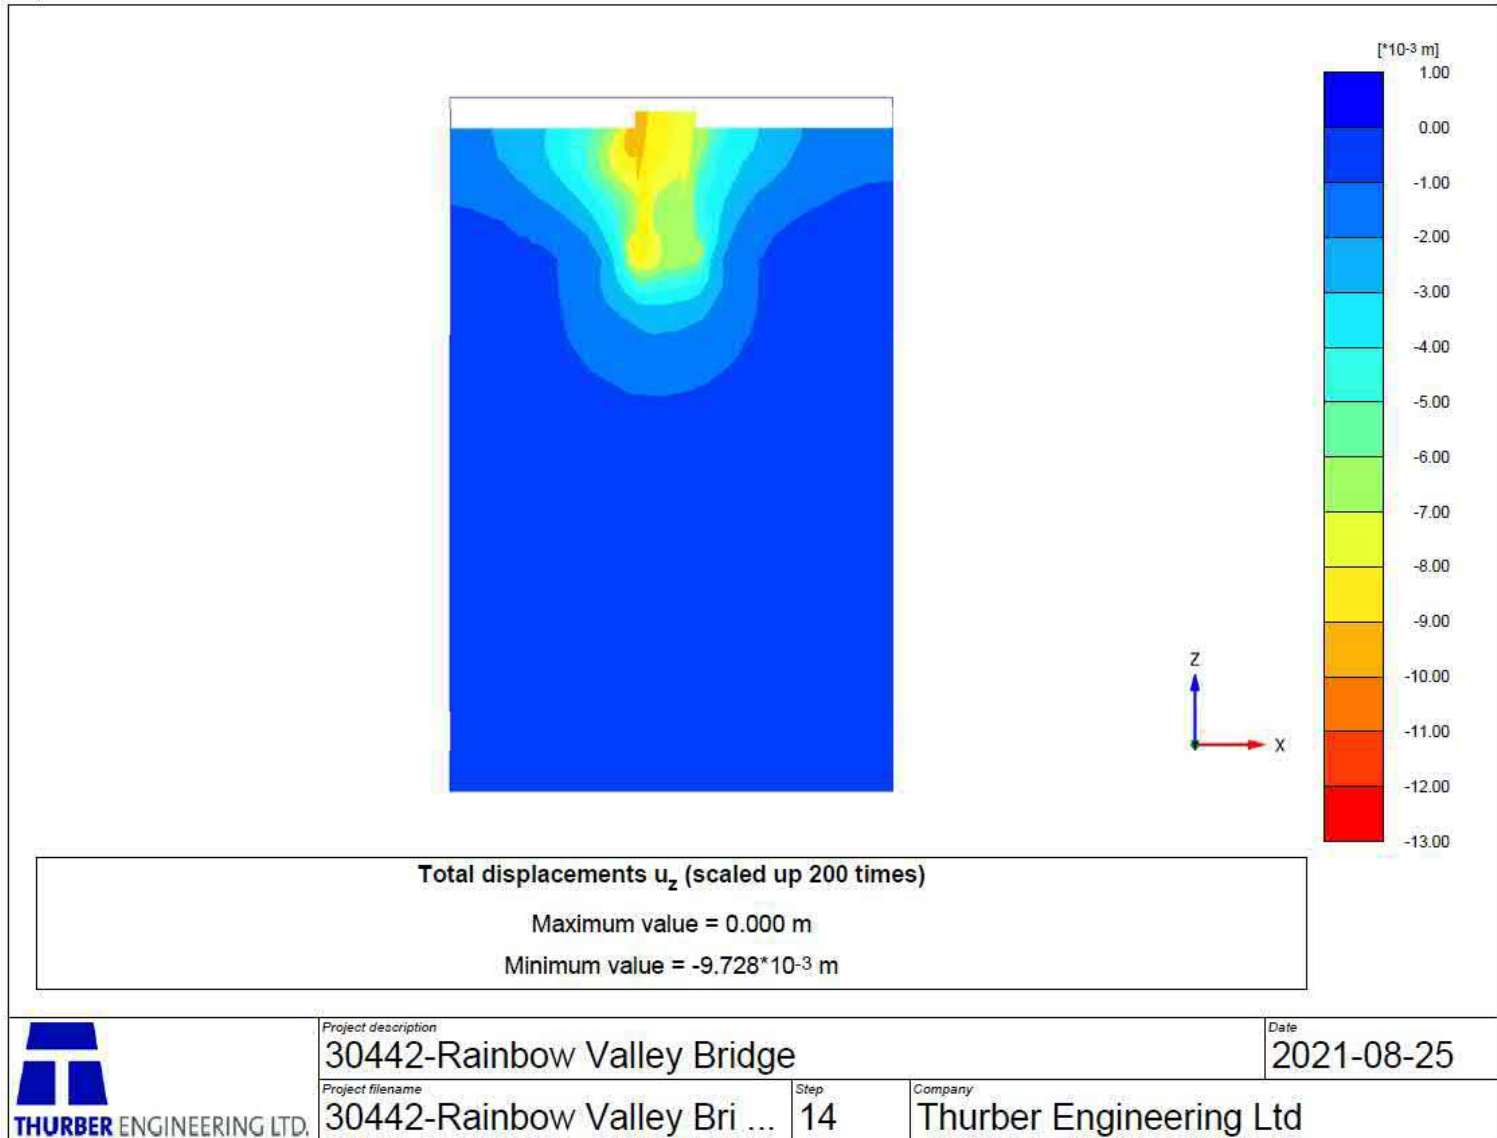 [*10-3 m]
1.00
0.00
-1.00
-2.00
-3.00
-4.00
-5.00
-6.00
-7.00
-8.00
-9.00
-10.00
-11.00
-12.00
-13.00
Z
X
Total displacements uz (scaled up 200 times)
Maximum value = 0.000 m
Minimum value = -9.728*10-3 m
THURBER ENGINEERING LTD.
Project description
30442-Rainbow Valley Bridge
Date
2021-08-25
Project filename
30442-Rainbow Valley Bri ...
Step
14
Company
Thurber Engineering Ltd